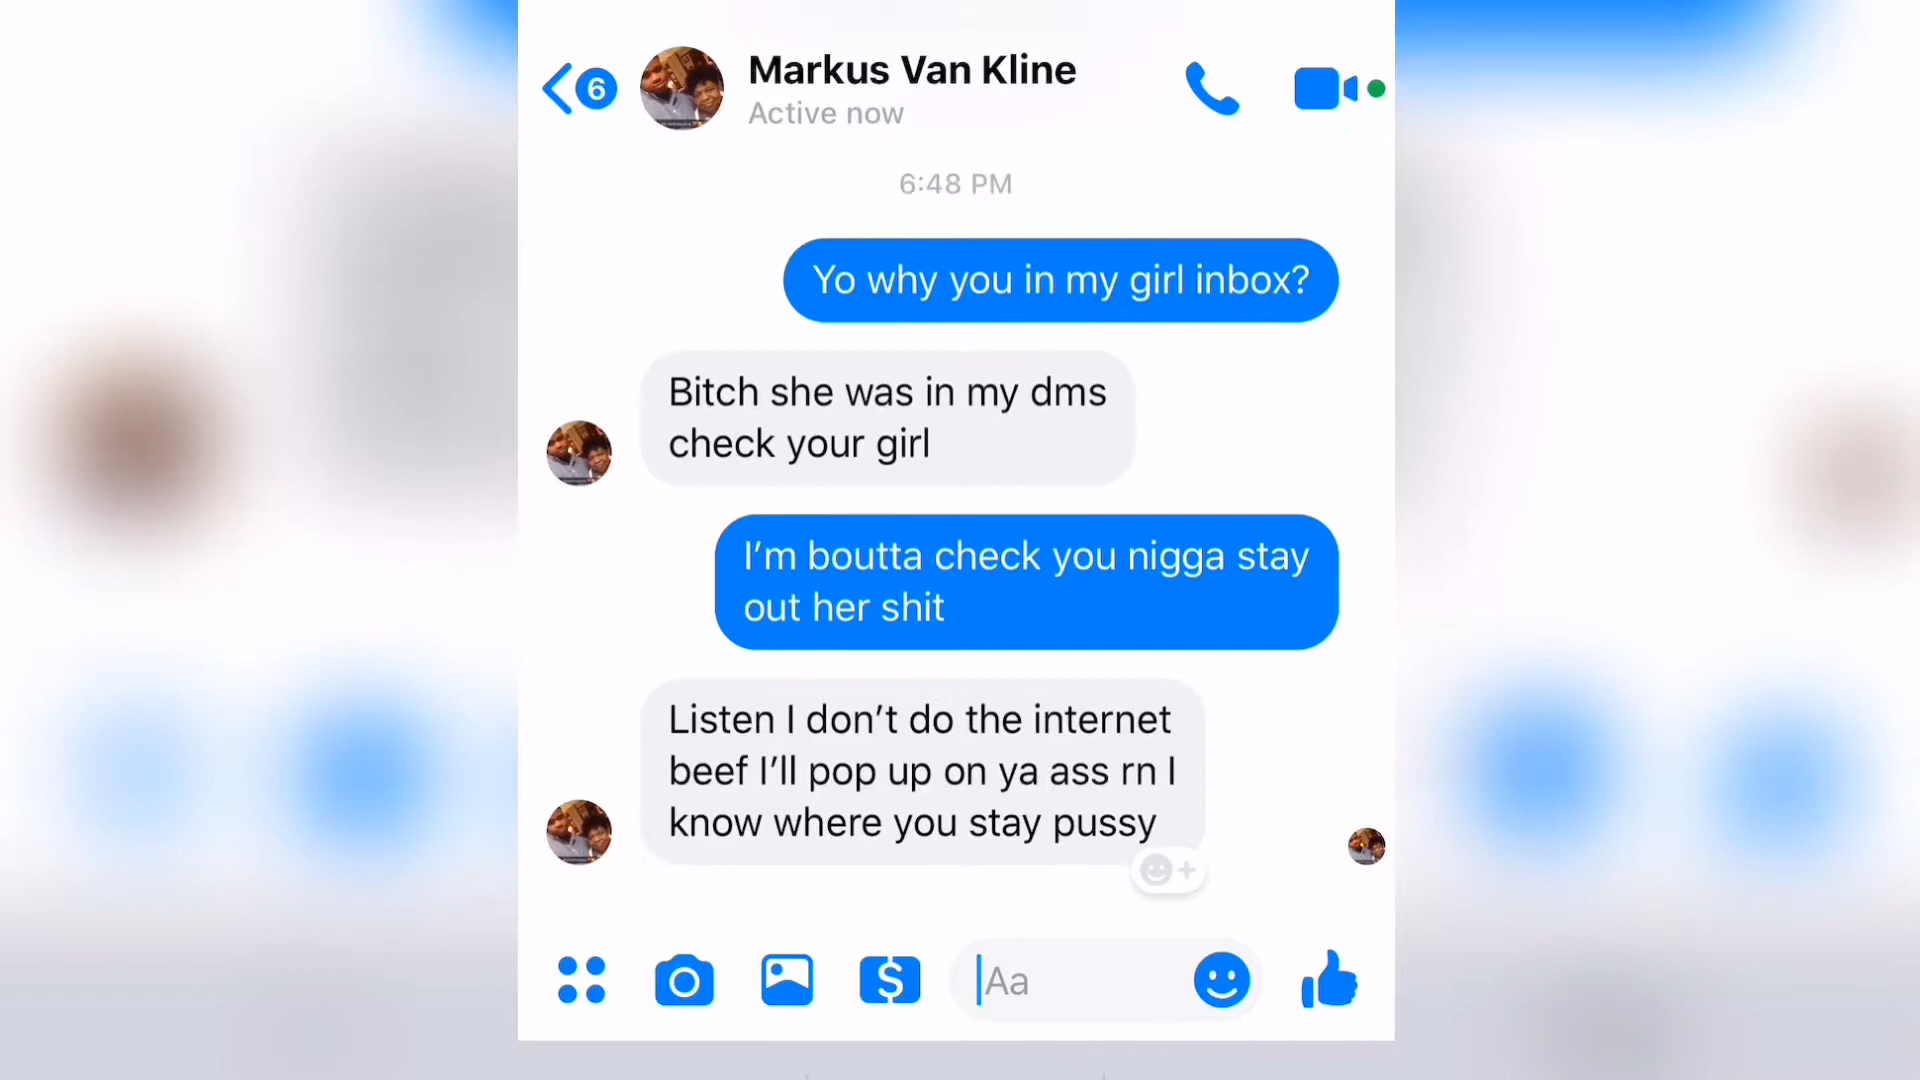 6
Markus Van Kline
Active now
6:48 PM
Yo why you in my girl inbox?
Bitch she was in my dms
check your girl
I'm boutta check you nigga stay
out her shit
Listen I don't do the internet
beef I'll pop up on ya ass rn I
know where you stay pussy
Aa